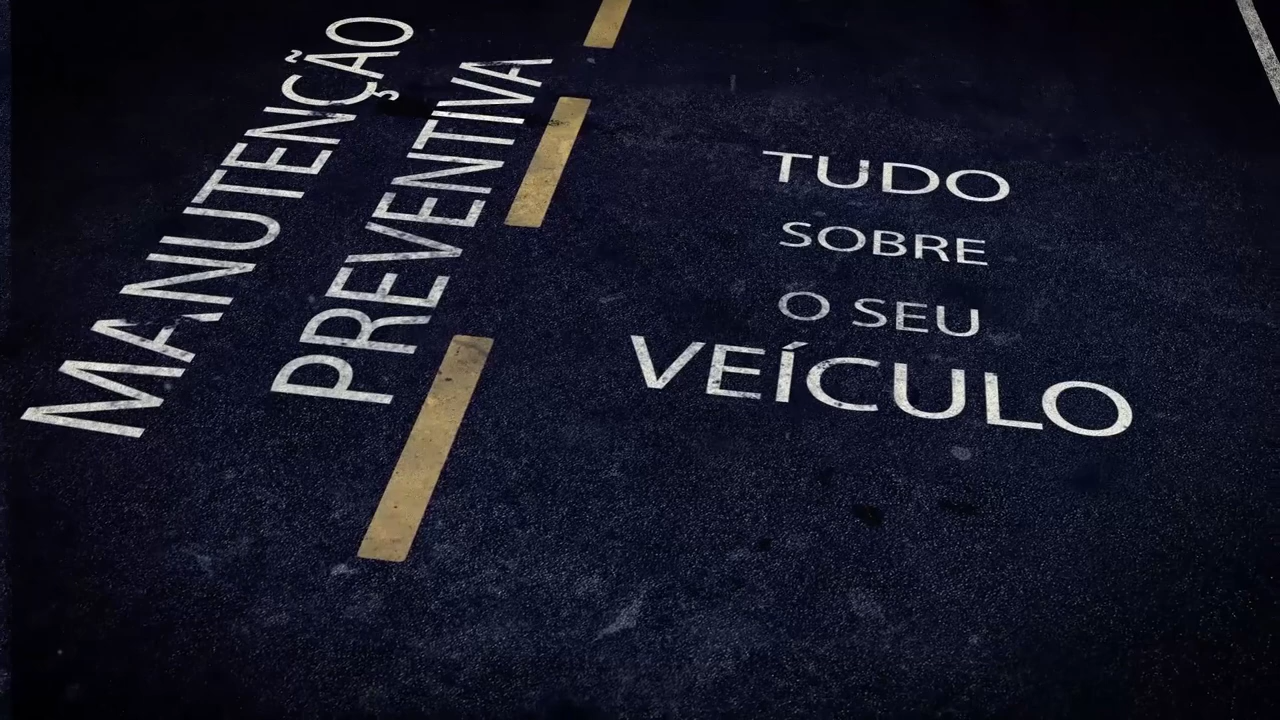 MANUTENÇÃO
PREVENTIVA
TUDO
SOBRE
O SEU
VEÍCULO